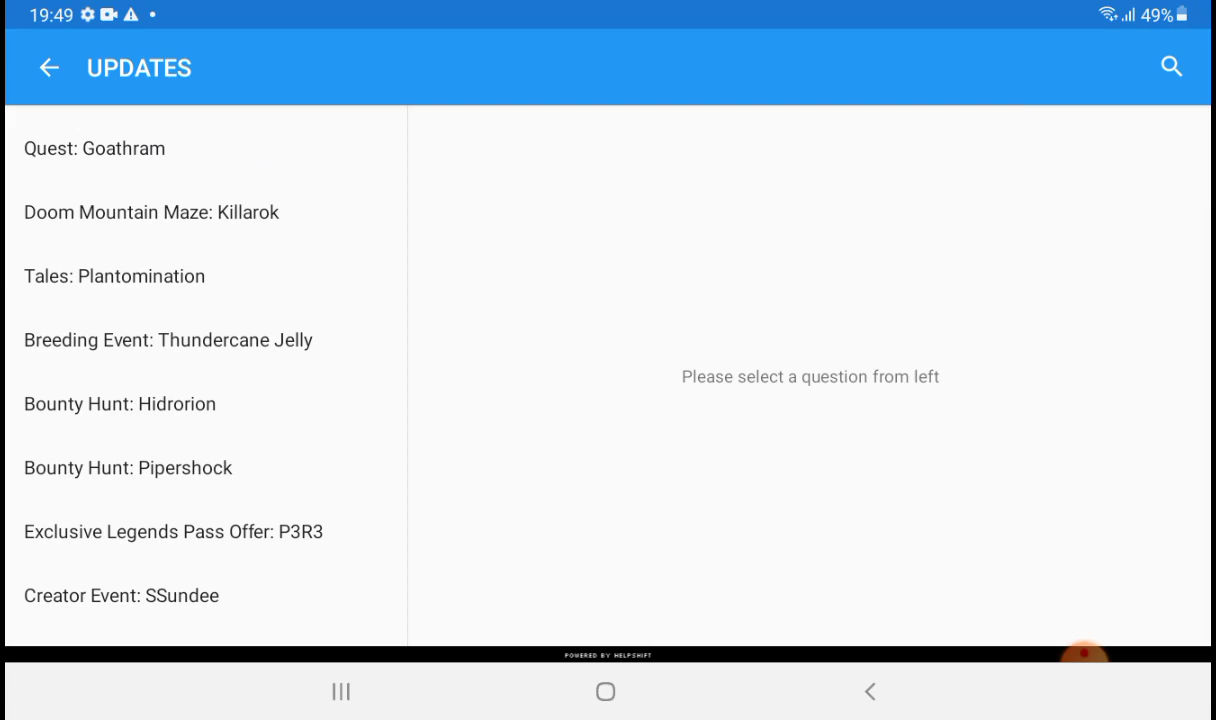 19:49
49%
UPDATES
Quest: Goathram
Doom Mountain Maze: Killarok
Tales: Plantomination
Breeding Event: Thundercane Jelly
Bounty Hunt: Hidrorion
Bounty Hunt: Pipershock
Exclusive Legends Pass Offer: P3R3
Creator Event: SSundee
Please select a question from left
POWERED BY HELPSHIFT